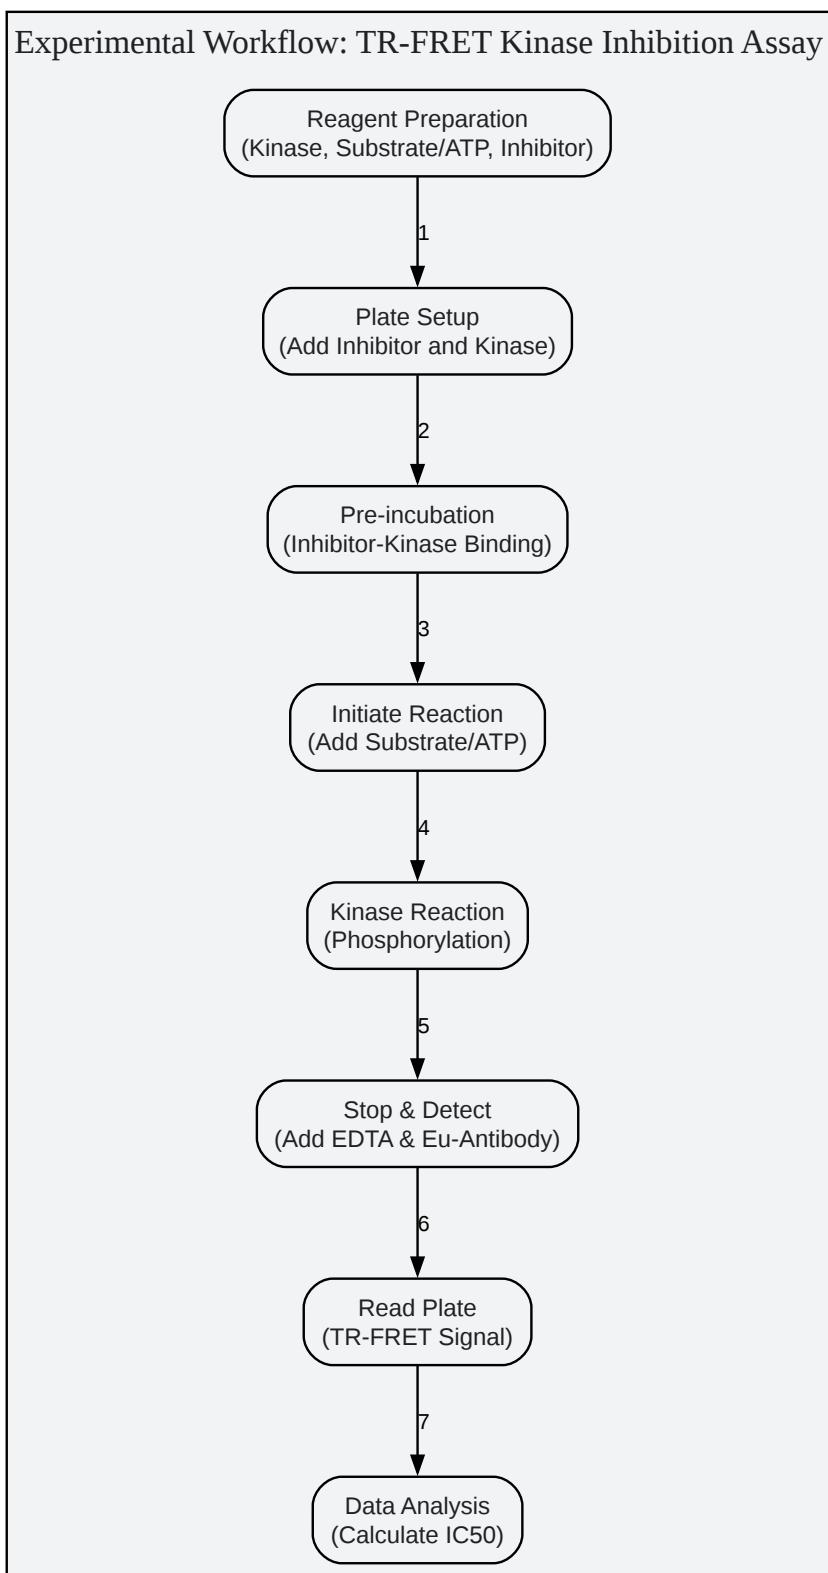 Experimental Workflow: TR-FRET Kinase Inhibition Assay
Reagent Preparation
(Kinase, Substrate/ATP, Inhibitor)
1
Plate Setup
(Add Inhibitor and Kinase)
2
Pre-incubation
(Inhibitor-Kinase Binding)
3
Initiate Reaction
(Add Substrate/ATP)
4
Kinase Reaction
(Phosphorylation)
5
Stop & Detect
(Add EDTA & Eu-Antibody)
6
Read Plate
(TR-FRET Signal)
7
Data Analysis
(Calculate IC50)